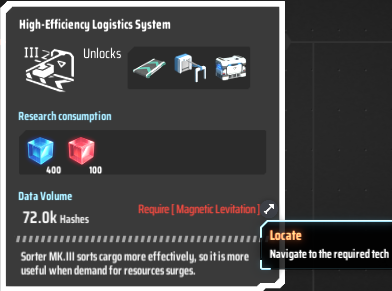 High-Efficiency Logistics System
III
Unlocks
Research consumption
400
100
Data Volume
72.0k Hashes
Require [ Magnetic Levitation ]
Locate
Navigate to the required tech
Sorter MK.III sorts cargo more effectively, so it is more
useful when demand for resources surges.